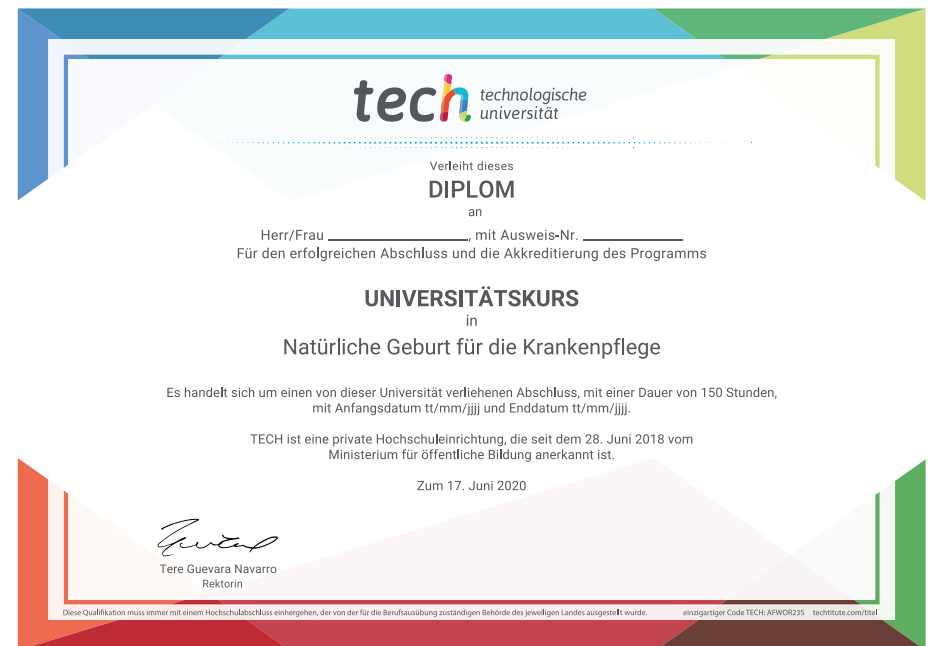 tech technologische
universität
Verleiht dieses
DIPLOM
an
Herr/Frau ____________, mit Ausweis-Nr. ____________
Für den erfolgreichen Abschluss und die Akkreditierung des Programms
UNIVERSITÄTSKURS
in
Natürliche Geburt für die Krankenpflege
Es handelt sich um einen von dieser Universität verliehenen Abschluss, mit einer Dauer von 150 Stunden,
mit Anfangsdatum tt/mm/jjjj und Enddatum tt/mm/jjjj.
TECH ist eine private Hochschuleinrichtung, die seit dem 28. Juni 2018 vom
Ministerium für öffentliche Bildung anerkannt ist.
Zum 17. Juni 2020
Tere Guevara Navarro
Rektorin
Diese Qualifikation muss immer mit einem Hochschulabschluss einhergehen, der von der für die Berufsausübung zuständigen Behörde des jeweiligen Landes ausgestellt wurde. einzigartiger Code TECH: AFWOR23S techtitute.com/titel